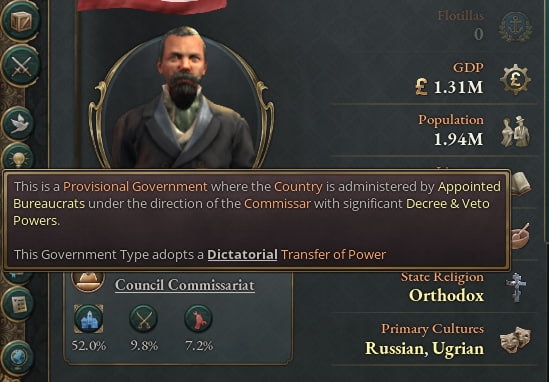 Flotillas
0
GDP
£ 1.31M
Population
1.94M
This is a Provisional Government where the Country is administered by Appointed
Bureaucrats under the direction of the Commissar with significant Decree & Veto
Powers.
This Government Type adopts a Dictatorial Transfer of Power
Council Commissariat
52.0%
9.8%
7.2%
State Religion
Orthodox
Primary Cultures
Russian, Ugrian